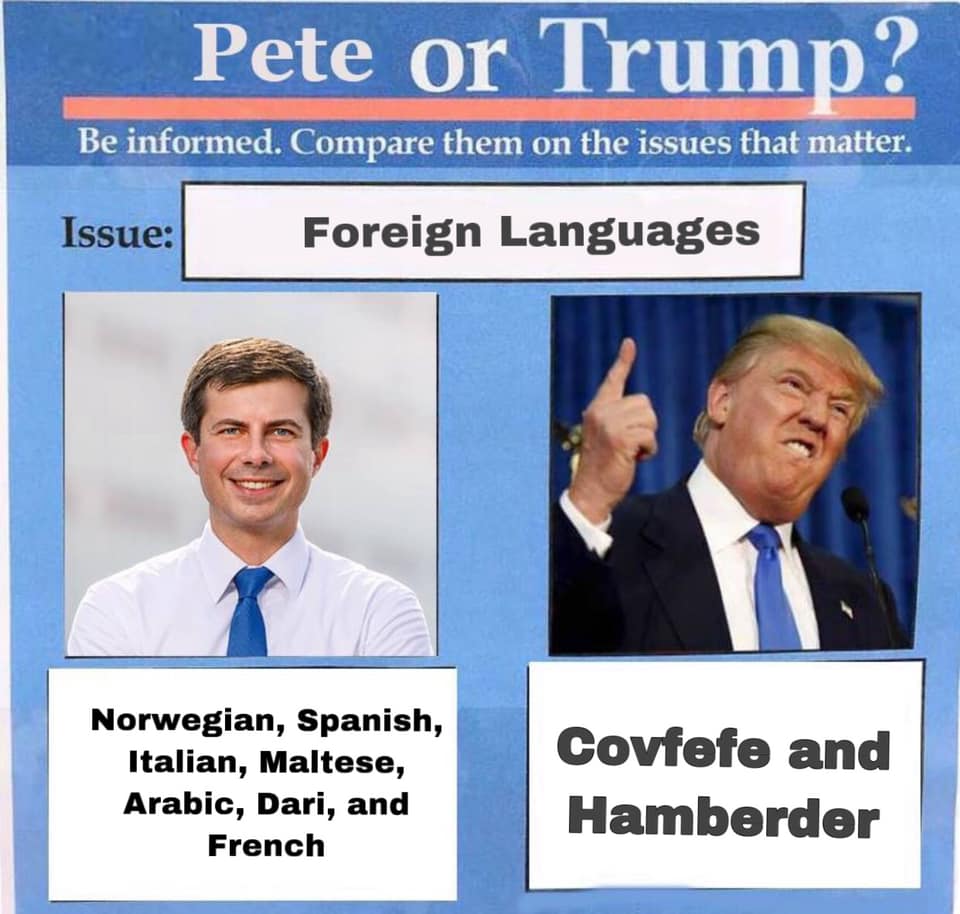 Pete or Trump?
Be informed. Compare them on the issues that matter.
Issue: Foreign Languages
Norwegian, Spanish,
Italian, Maltese,
Arabic, Dari, and
French
Covfefe and
Hamberder